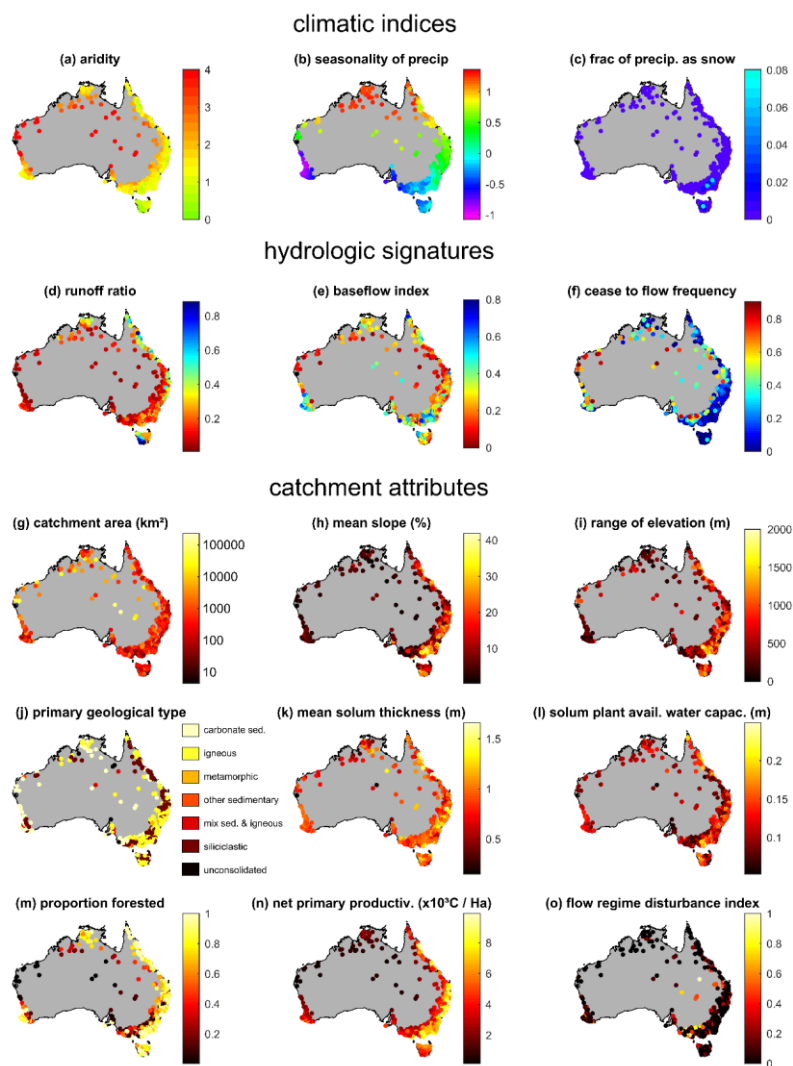 climatic indices
(a) aridity
(b) seasonality of precip
(c) frac of precip. as snow
4
3
2
1
0
1
0.5
0
-0.5
-1
0.08
0.06
0.04
0.02
0
hydrologic signatures
(d) runoff ratio
(e) baseflow index
(f) cease to flow frequency
0.8
0.6
0.4
0.2
0.8
0.6
0.4
0.2
0
0.8
0.6
0.4
0.2
0
catchment attributes
(g) catchment area (km²)
(h) mean slope (%)
(i) range of elevation (m)
100000
10000
1000
100
10
40
30
20
10
2000
1500
1000
500
0
(j) primary geological type
carbonate sed.
igneous
metamorphic
other sedimentary
mix sed. & igneous
siliciclastic
unconsolidated
(k) mean solum thickness (m)
(l) solum plant avail. water capac. (m)
1.5
1
0.5
0.2
0.15
0.1
(m) proportion forested
(n) net primary productiv. (x10³C / Ha)
(o) flow regime disturbance index
1
0.8
0.6
0.4
0.2
8
6
4
2
1
0.8
0.6
0.4
0.2
0